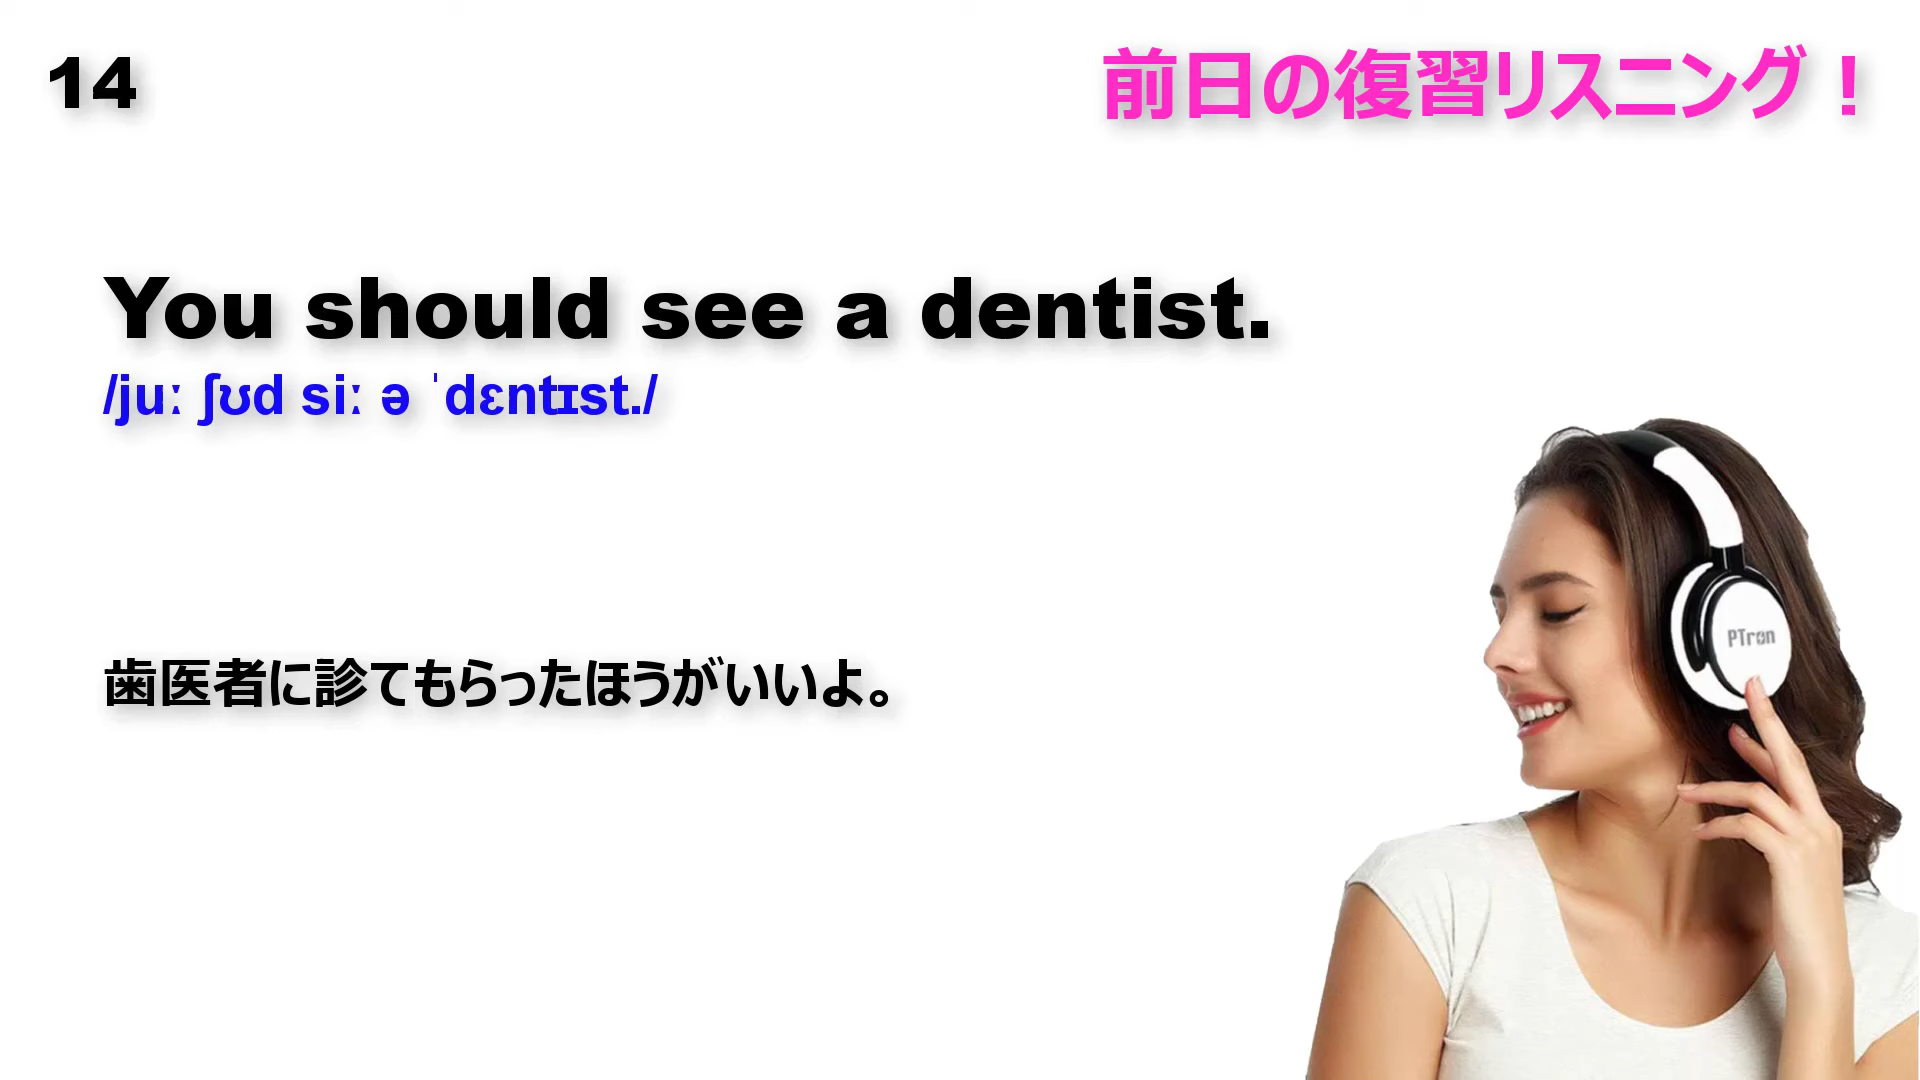 14
前日の復習リスニング！
You should see a dentist.
/juː ʃʊd siː ə ˈdɛntɪst./
歯医者に診てもらったほうがいいよ。
PTron